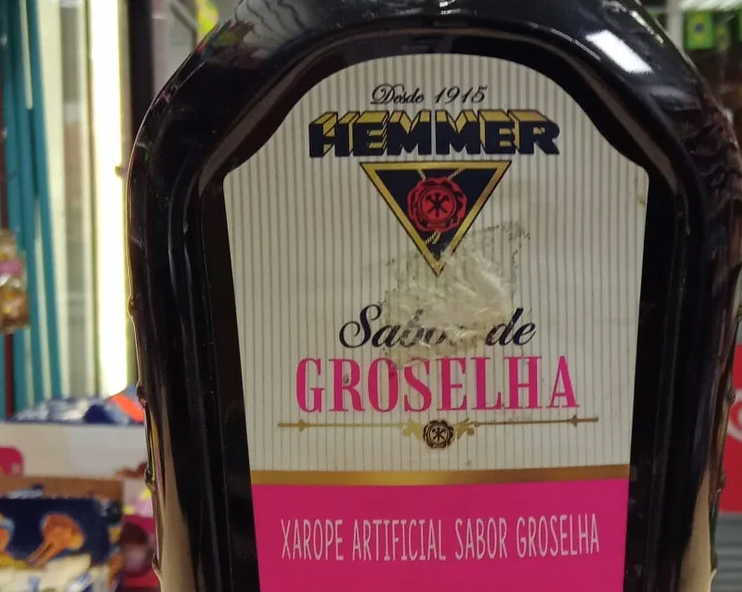 Desde 1915
HEMMER
Sabor de
GROSELHA
XAROPE ARTIFICIAL SABOR GROSELHA